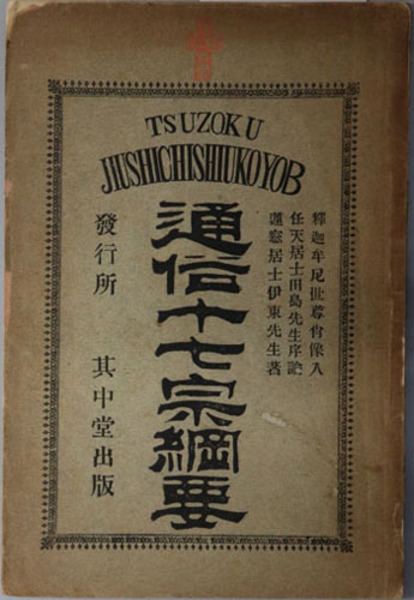 TSUZOKU
JIUSHICHISHIUKOYOB
釋迦牟尼世尊肖像入
任天居士田島先生序論
蓮窓居士伊東先生著
通俗十七宗綱要
發行所 其中堂出版